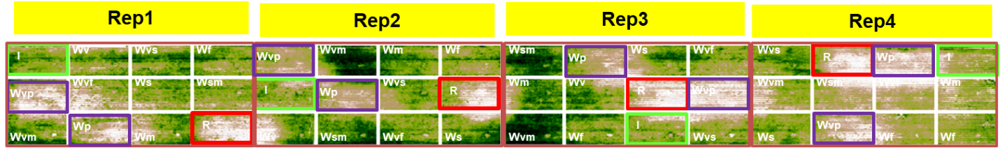 Rep1 Rep2 Rep3 Rep4
I Wv Wvs Wf Wvp Wvm Wm Wf Wsm Wp Ws Wvf Wvs R Wp I
Wvp Wvf Ws Wsm I Wp Wvs R Wm Wv R Wvp Wvm Wsm Wm
Wvm Wp Wm R Wv Wsm Wvf Ws Wvm Wf I Wvs Ws Wvp Wf